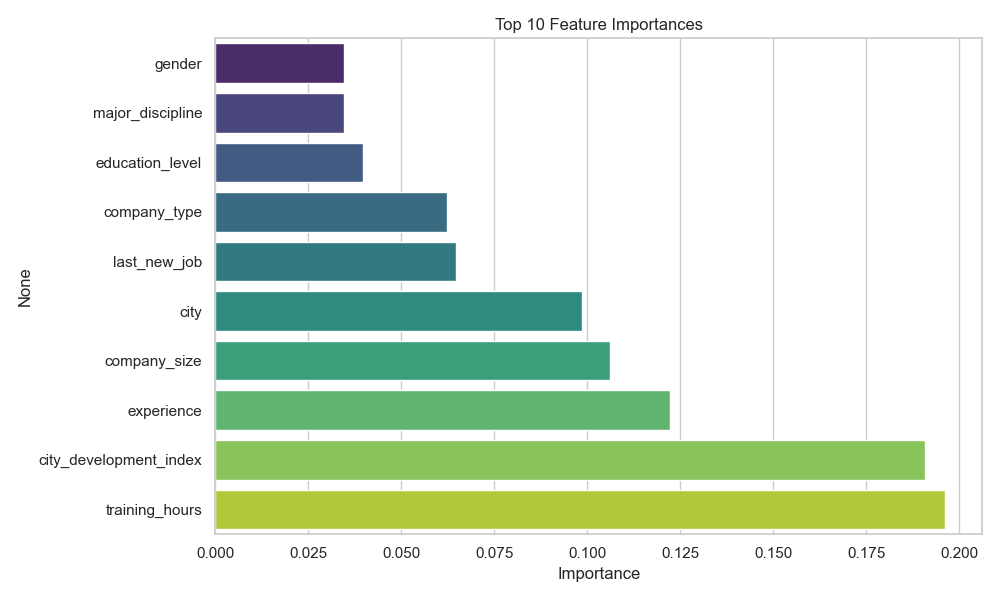 Top 10 Feature Importances
None
gender
major_discipline
education_level
company_type
last_new_job
city
company_size
experience
city_development_index
training_hours
0.000 0.025 0.050 0.075 0.100 0.125 0.150 0.175 0.200
Importance